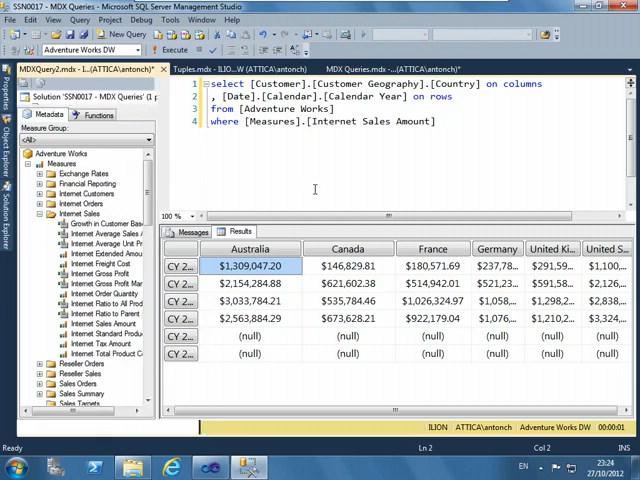 SSN0017 - MDX Queries - Microsoft SQL Server Management Studio
File Edit View Query Project Debug Tools Window Help
New Query
Adventure Works DW Execute
MDXQuery2.mdx - I...(ATTICA\antonch)* Tuples.mdx - ILIO...W (ATTICA\antonch) MDX Queries.mdx -...(ATTICA\antonch)*
Properties
Object Explorer
Solution Explorer
Solution 'SSN0017 - MDX Queries' (1 p
Metadata Functions
Measure Group:
<All>
Adventure Works
Measures
Exchange Rates
Financial Reporting
Internet Customers
Internet Orders
Internet Sales
Growth in Customer Base
Internet Average Sales
Internet Average Unit Pr
Internet Extended Amou
Internet Freight Cost
Internet Gross Profit
Internet Gross Profit Mar
Internet Order Quantity
Internet Ratio to All Prod
Internet Ratio to Parent
Internet Sales Amount
Internet Standard Produ
Internet Tax Amount
Internet Total Product C
Reseller Orders
Reseller Sales
Sales Orders
Sales Summary
Sales Targets
1 select [Customer].[Customer Geography].[Country] on columns
2 , [Date].[Calendar].[Calendar Year] on rows
3 from [Adventure Works]
4 where [Measures].[Internet Sales Amount]
100 %
Messages Results
Australia Canada France Germany United Ki... United S...
CY 2... $1,309,047.20 $146,829.81 $180,571.69 $237,78... $291,59... $1,100,...
CY 2... $2,154,284.88 $621,602.38 $514,942.01 $521,23... $591,58... $2,126,...
CY 2... $3,033,784.21 $535,784.46 $1,026,324.97 $1,058,... $1,298,2... $2,838,...
CY 2... $2,563,884.29 $673,628.21 $922,179.04 $1,076,... $1,210,2... $3,324,...
CY 2... (null) (null) (null) (null) (null) (null)
CY 2... (null) (null) (null) (null) (null) (null)
ILION ATTICA\antonch Adventure Works DW 00:00:01
Ready Ln 2 Col 2 INS
EN 23:24
27/10/2012